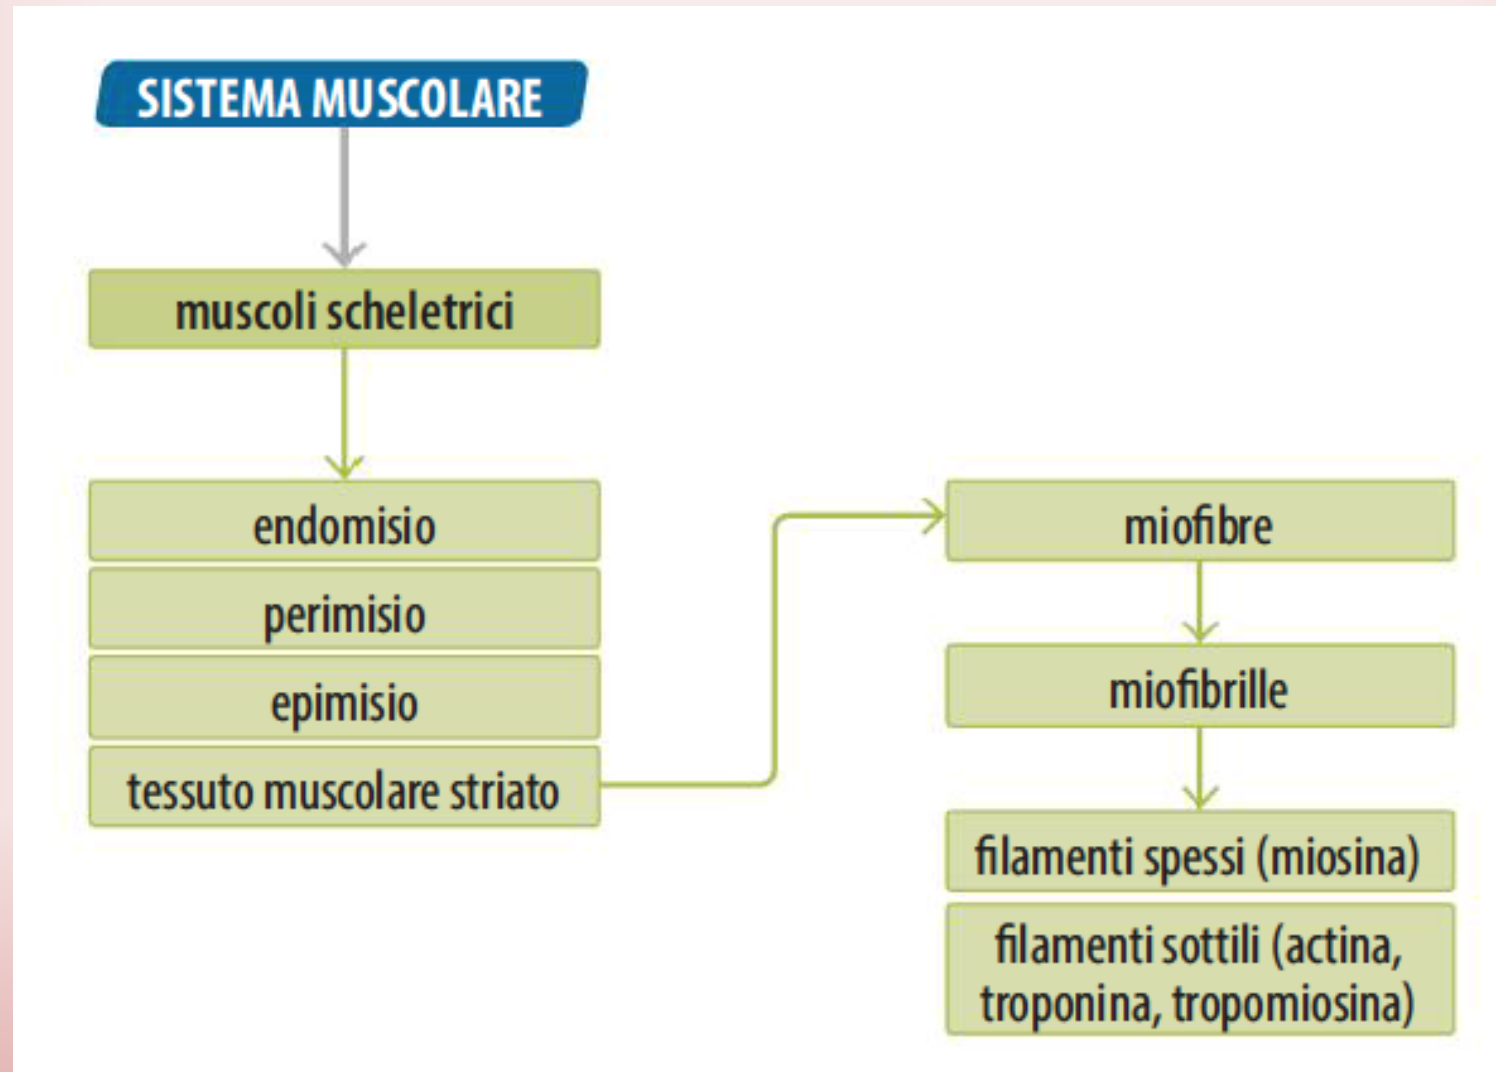 SISTEMA MUSCOLARE
muscoli scheletrici
endomisio
perimisio
epimisio
tessuto muscolare striato
miofibre
miofibrille
filamenti spessi (miosina)
filamenti sottili (actina,
troponina, tropomiosina)